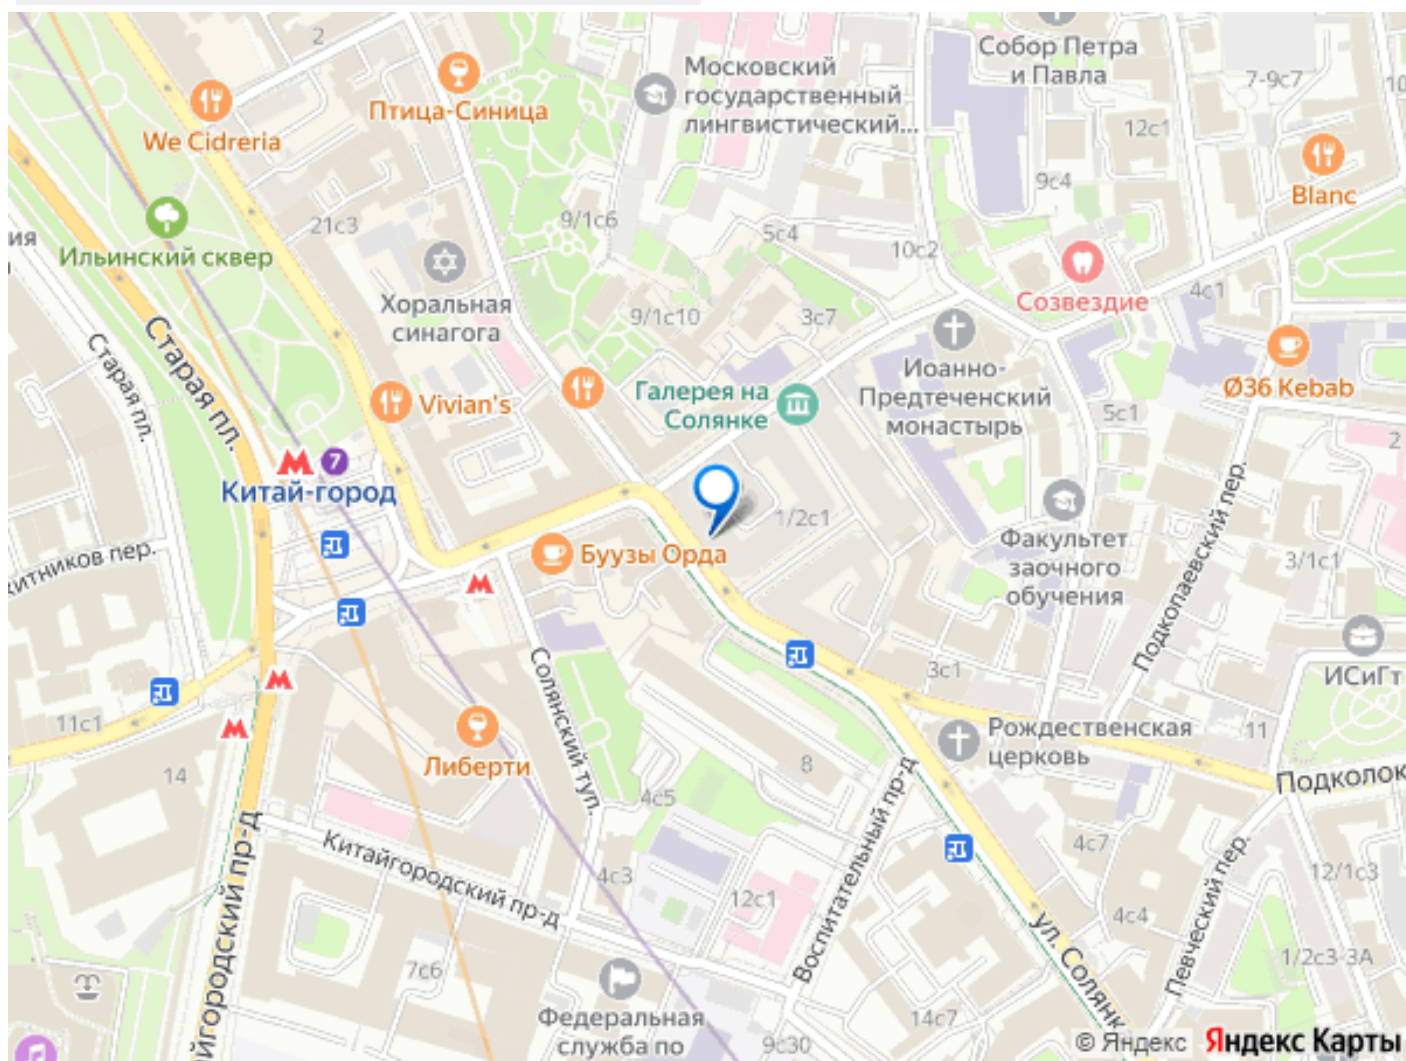 2
Собор Петра
и Павла
Московский
государственный
лингвистический...
7-9с7
10
Птица-Синица
We Cidreria
12с1
9с4
Blanc
21с3
9/1с6
5с4
10с2
ия
Ильинский сквер
Хоральная
синагога
9/1с10
3с7
Созвездие
4с1
Старая пл.
Старая пл.
Иоанно-
Предтеченский
монастырь
Галерея на
Солянке
Ø36 Kebab
Vivian's
5с1
2
7
Китай-город
1/2с1
Подкопаевский пер.
Буузы Орда
Факультет
заочного
обучения
3/1с1
итников пер.
Солянский туп.
3с1
ИСиГт
11с1
Рождественская
церковь
11
Либерти
14
8
Подколок
4с5
Китайгородский пр-д
йгородский пр-д
Воспитательный пр-д
4с7
Певческий пер.
12/1с3
4с3
12с1
4с4
ул. Солянк
7с6
1/2с3-3А
Федеральная
служба по
14с7
9с30
© Яндекс Яндекс Карты